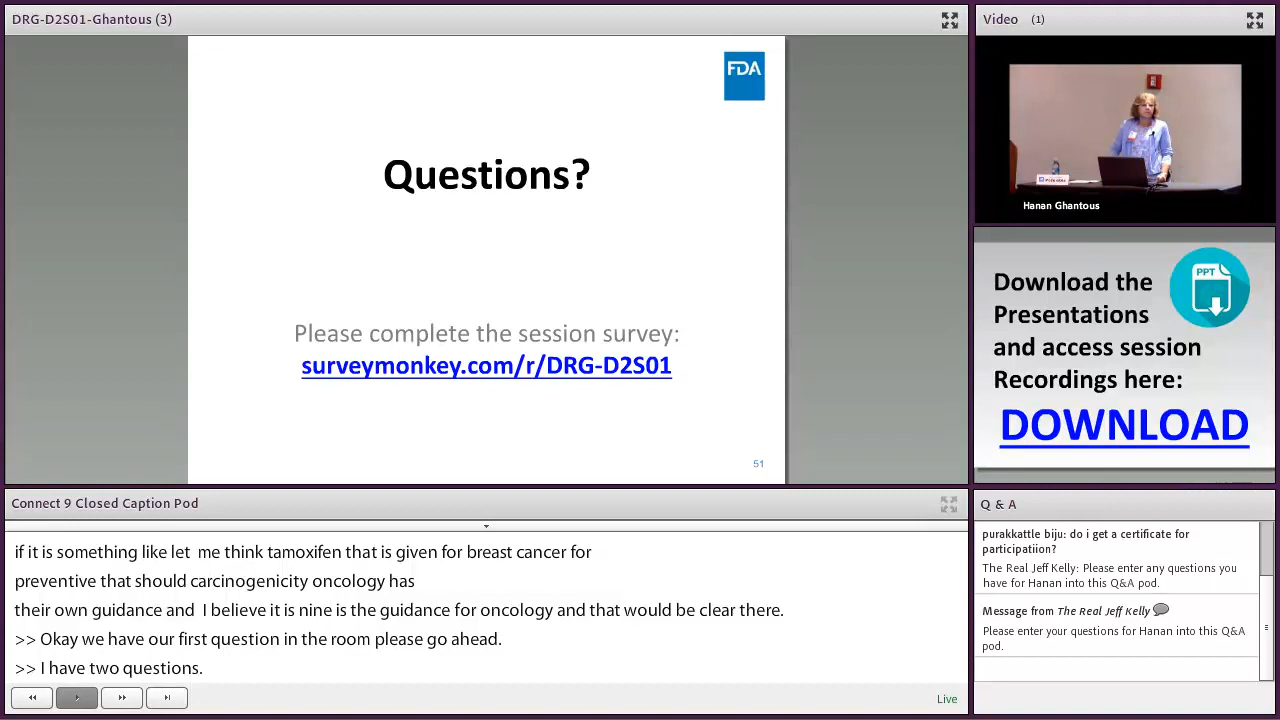 DRG-D2S01-Ghantous (3)
FDA
Questions?
Please complete the session survey:
surveymonkey.com/r/DRG-D2S01
51
Video (1)
Hanan Ghantous
Download the
Presentations
and access session
Recordings here:
PPT
DOWNLOAD
Connect 9 Closed Caption Pod
if it is something like let me think tamoxifen that is given for breast cancer for
preventive that should carcinogenicity oncology has
their own guidance and I believe it is nine is the guidance for oncology and that would be clear there.
>> Okay we have our first question in the room please go ahead.
>> I have two questions.
Live
Q & A
purakkattle biju: do i get a certificate for
participatiion?
The Real Jeff Kelly: Please enter any questions you
have for Hanan into this Q&A pod.
Message from The Real Jeff Kelly
Please enter your questions for Hanan into this Q&A
pod.